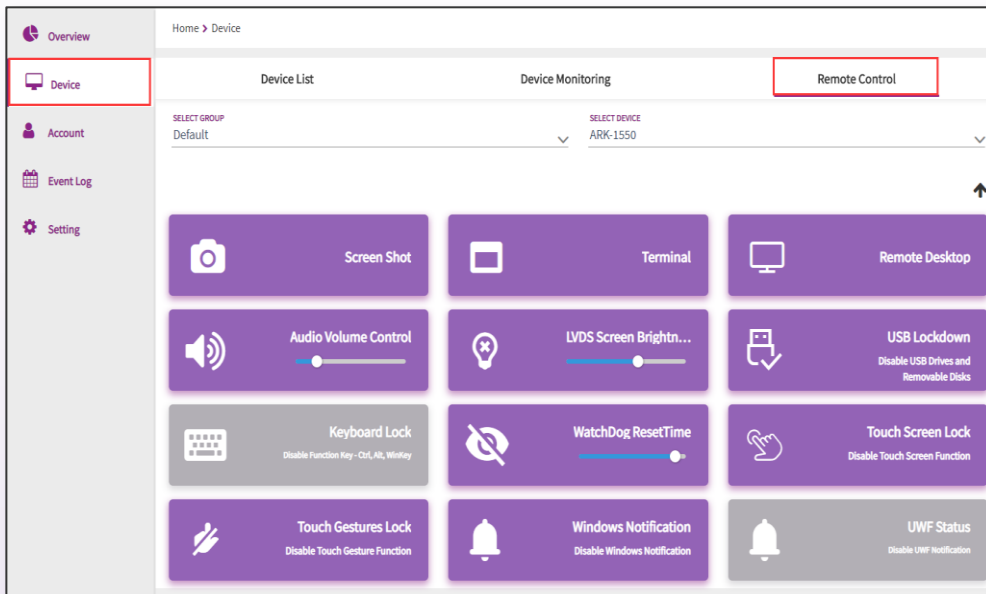 Overview
Home > Device
Device
Device List
Device Monitoring
Remote Control
SELECT GROUP
SELECT DEVICE
Default
ARK-1550
Account
Event Log
Setting
Screen Shot
Terminal
Remote Desktop
Audio Volume Control
LVDS Screen Brightn...
USB Lockdown
Disable USB Drives and
Removable Disks
Keyboard Lock
Disable Function Key - Ctrl, Alt, WinKey
WatchDog ResetTime
Touch Screen Lock
Disable Touch Screen Function
Touch Gestures Lock
Disable Touch Gesture Function
Windows Notification
Disable Windows Notification
UWF Status
Disable UWF Notification